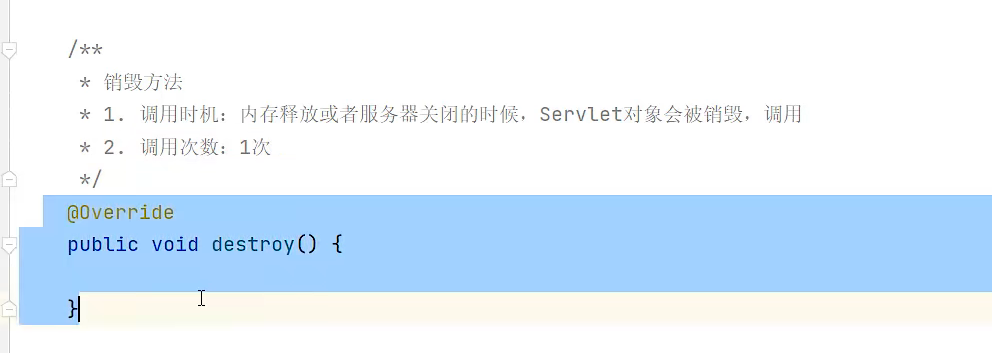 /**
* 销毁方法
* 1. 调用时机：内存释放或者服务器关闭的时候，Servlet对象会被销毁，调用
* 2. 调用次数：1次
*/
@Override
public void destroy() {
}